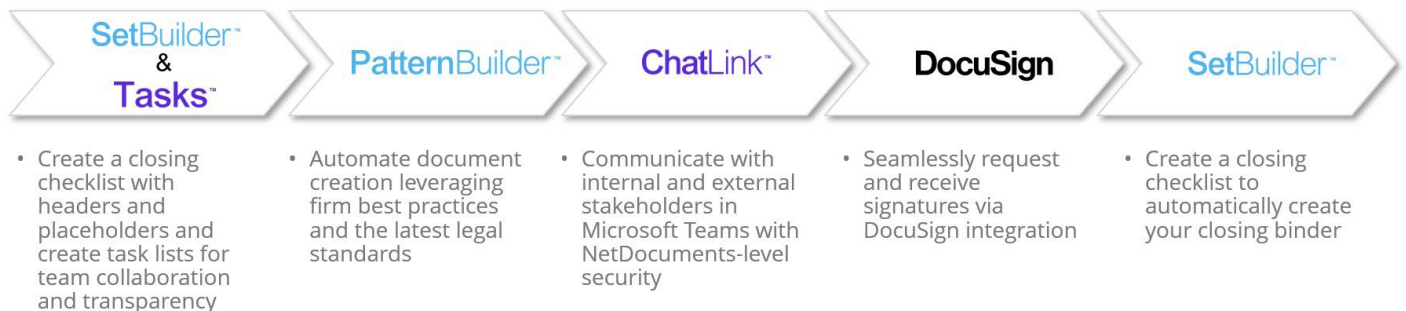 SetBuilder™
&
Tasks™
PatternBuilder™
ChatLink™
DocuSign
SetBuilder™
• Create a closing
checklist with
headers and
placeholders and
create task lists for
team collaboration
and transparency
• Automate document
creation leveraging
firm best practices
and the latest legal
standards
• Communicate with
internal and external
stakeholders in
Microsoft Teams with
NetDocuments-level
security
• Seamlessly request
and receive
signatures via
DocuSign integration
• Create a closing
checklist to
automatically create
your closing binder